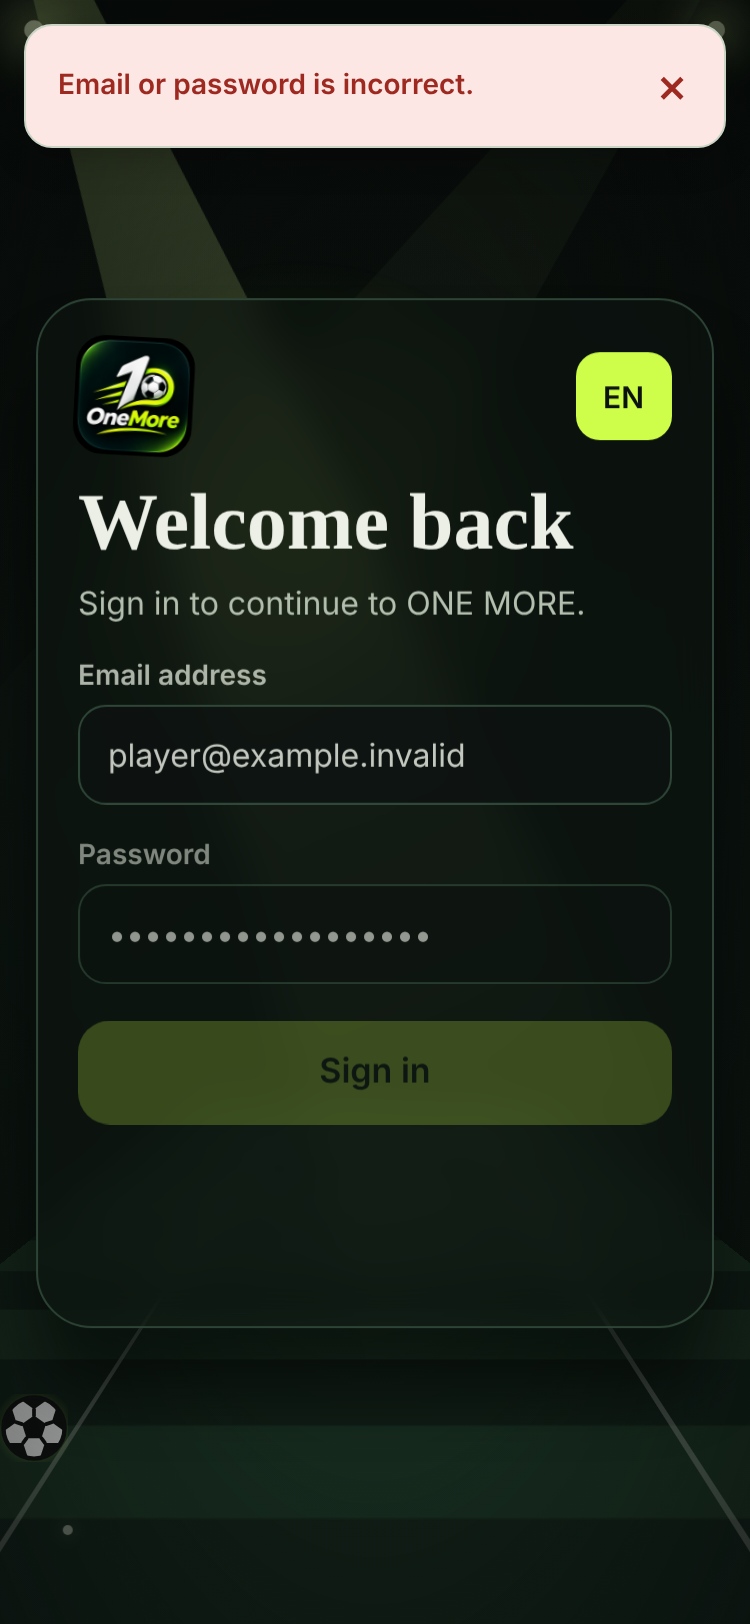 Email or password is incorrect.
OneMore
EN
Welcome back
Sign in to continue to ONE MORE.
Email address
player@example.invalid
Password
Sign in